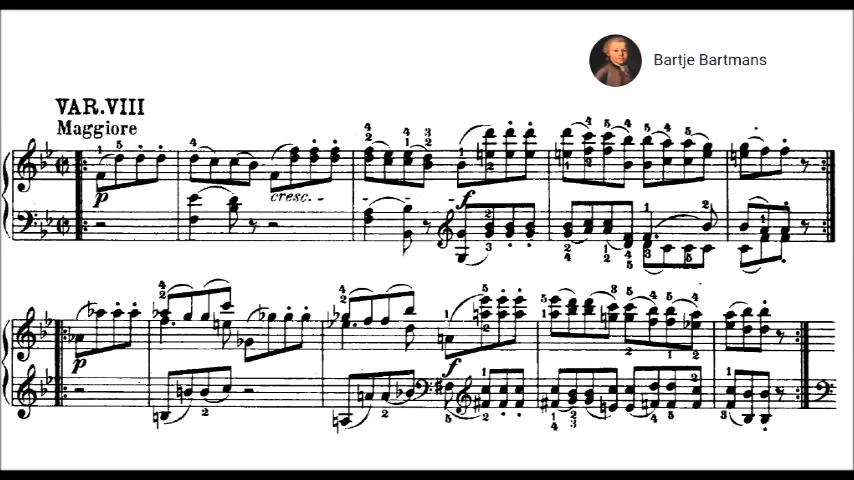 Bartje Bartmans
VAR. VIII
Maggiore
p
cresc.
f
p
f